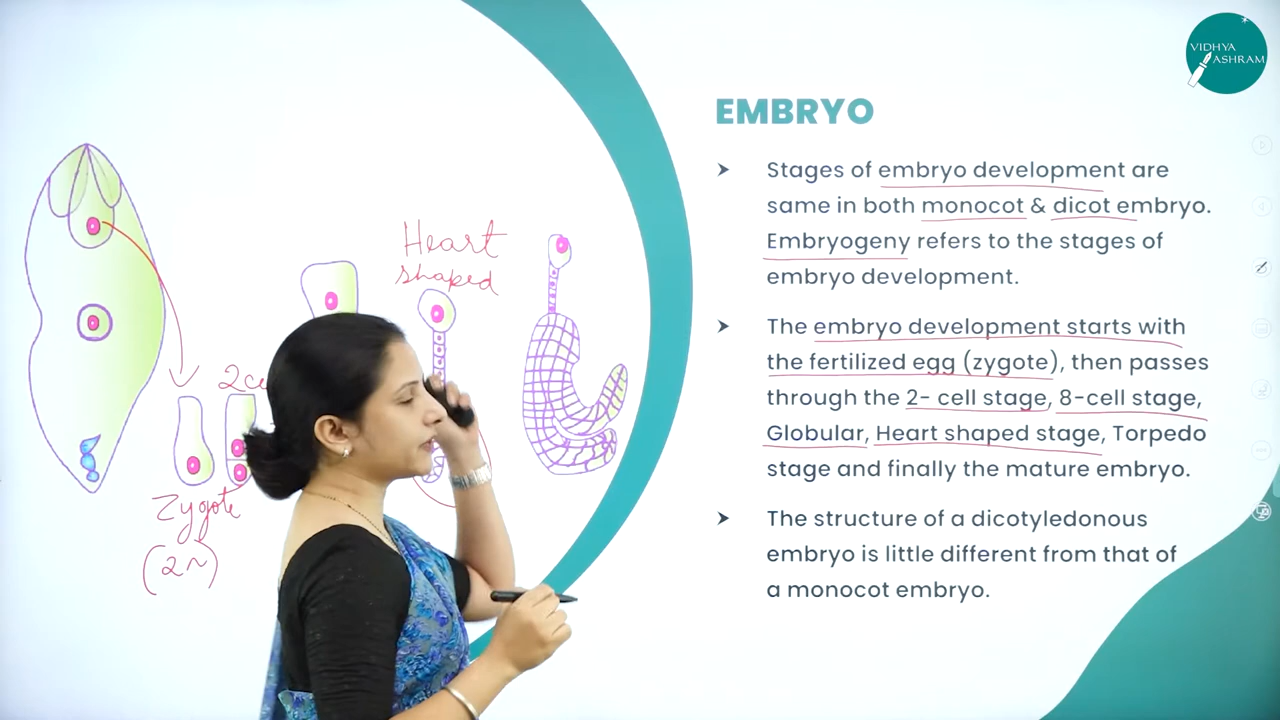 VIDHYA
ASHRAM
EMBRYO
Stages of embryo development are
same in both monocot & dicot embryo.
Embryogeny refers to the stages of
embryo development.
The embryo development starts with
the fertilized egg (zygote), then passes
through the 2- cell stage, 8-cell stage,
Globular, Heart shaped stage, Torpedo
stage and finally the mature embryo.
The structure of a dicotyledonous
embryo is little different from that of
a monocot embryo.
Heart
shaped
Zygote
(2n)